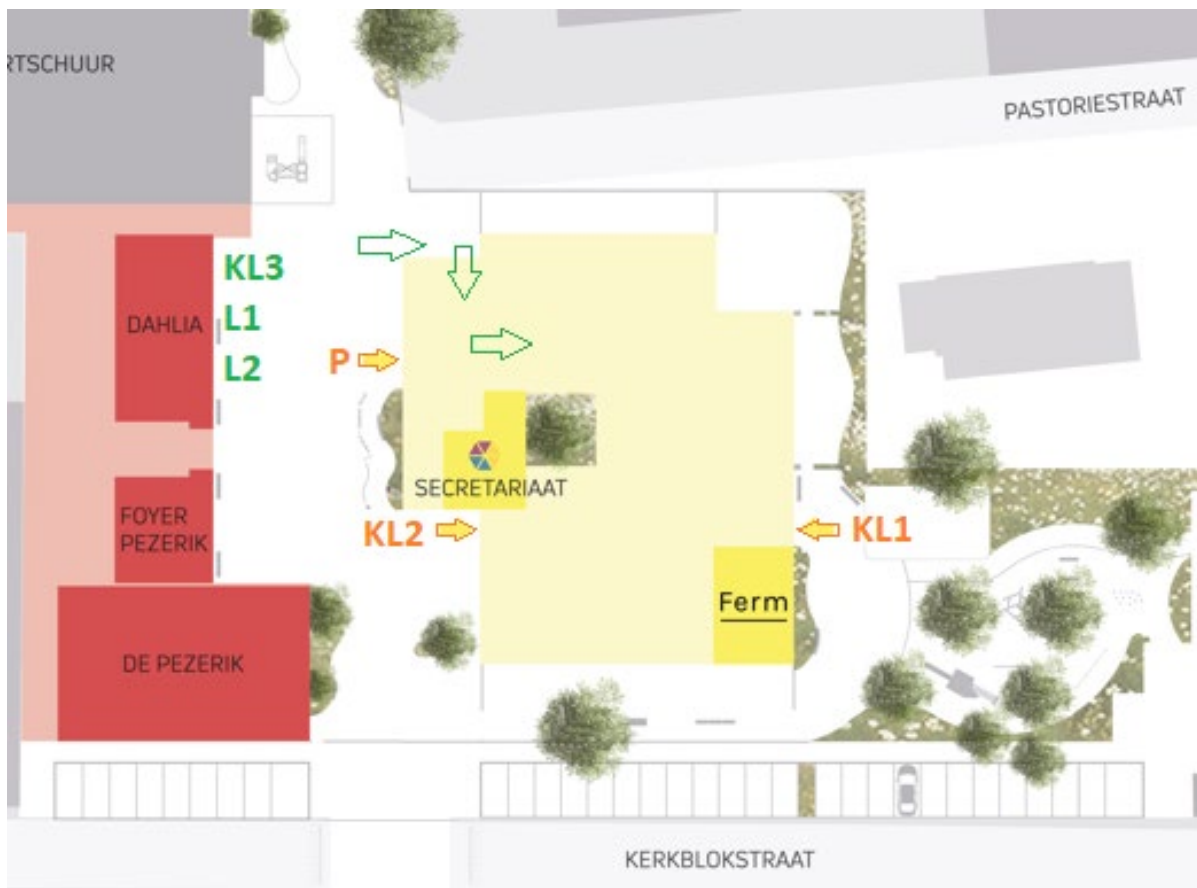 RTSCHUUR
PASTORIESTRAAT
KL3
DAHLIA
L1
L2
P
SECRETARIAAT
FOYER
PEZERIK
KL2
KL1
Ferm
DE PEZERIK
KERKBLOKSTRAAT